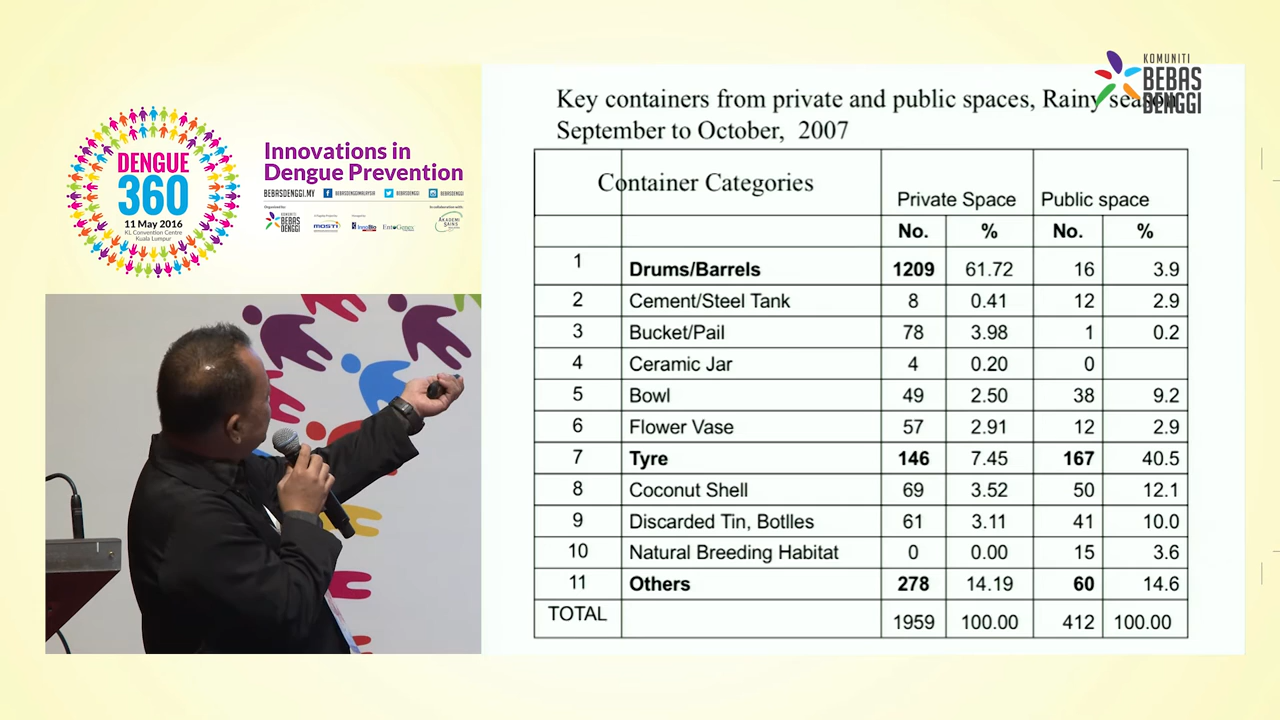 KOMUNITI
BEBAS
DENGGI
DENGUE
360
11 May 2016
KL Convention Centre
Kuala Lumpur
Innovations in
Dengue Prevention
BEBASDENGGI.MY BEBASDENGGIMALAYSIA BEBASDENGGI BEBASDENGGI
KOMUNITI
BEBAS
DENGGI
MOSTI
Key containers from private and public spaces, Rainy season
September to October, 2007
Container Categories Private Space Public space
No. % No. %
1 Drums/Barrels 1209 61.72 16 3.9
2 Cement/Steel Tank 8 0.41 12 2.9
3 Bucket/Pail 78 3.98 1 0.2
4 Ceramic Jar 4 0.20 0
5 Bowl 49 2.50 38 9.2
6 Flower Vase 57 2.91 12 2.9
7 Tyre 146 7.45 167 40.5
8 Coconut Shell 69 3.52 50 12.1
9 Discarded Tin, Botlles 61 3.11 41 10.0
10 Natural Breeding Habitat 0 0.00 15 3.6
11 Others 278 14.19 60 14.6
TOTAL 1959 100.00 412 100.00